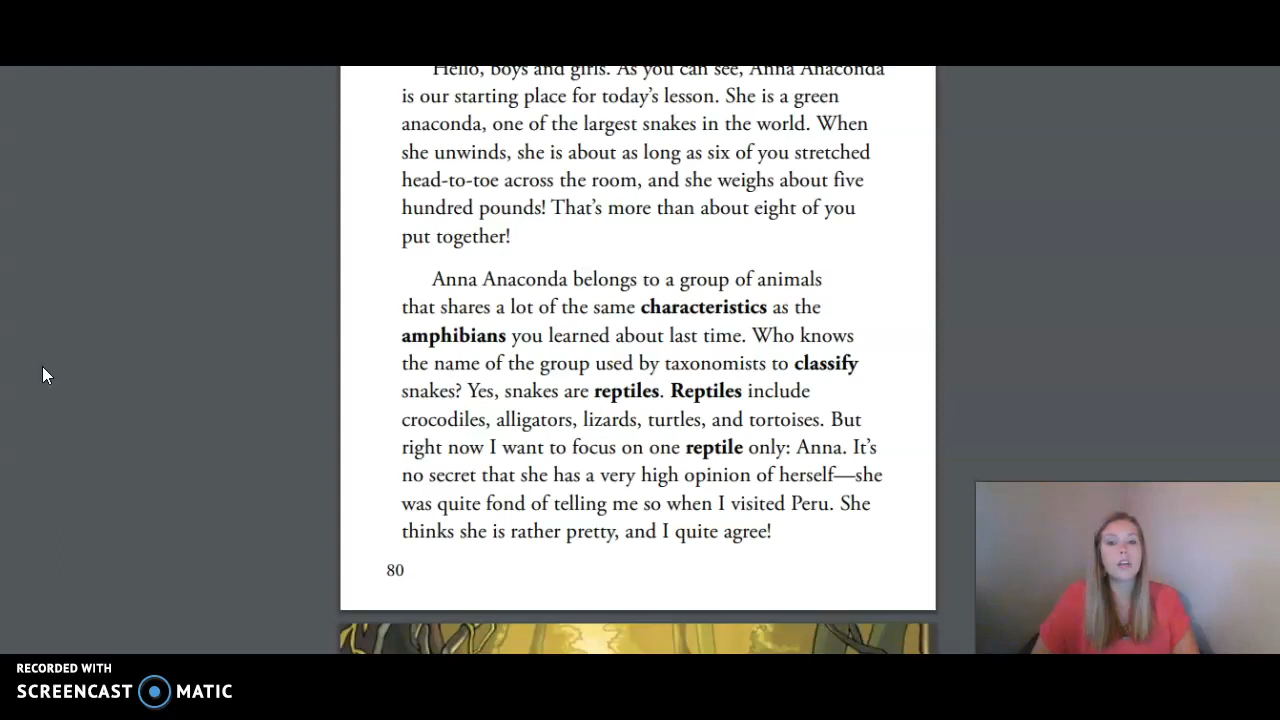 Hello, boys and girls. As you can see, Anna Anaconda
is our starting place for today's lesson. She is a green
anaconda, one of the largest snakes in the world. When
she unwinds, she is about as long as six of you stretched
head-to-toe across the room, and she weighs about five
hundred pounds! That's more than about eight of you
put together!
Anna Anaconda belongs to a group of animals
that shares a lot of the same characteristics as the
amphibians you learned about last time. Who knows
the name of the group used by taxonomists to classify
snakes? Yes, snakes are reptiles. Reptiles include
crocodiles, alligators, lizards, turtles, and tortoises. But
right now I want to focus on one reptile only: Anna. It's
no secret that she has a very high opinion of herself—she
was quite fond of telling me so when I visited Peru. She
thinks she is rather pretty, and I quite agree!
80
RECORDED WITH
SCREENCAST MATIC